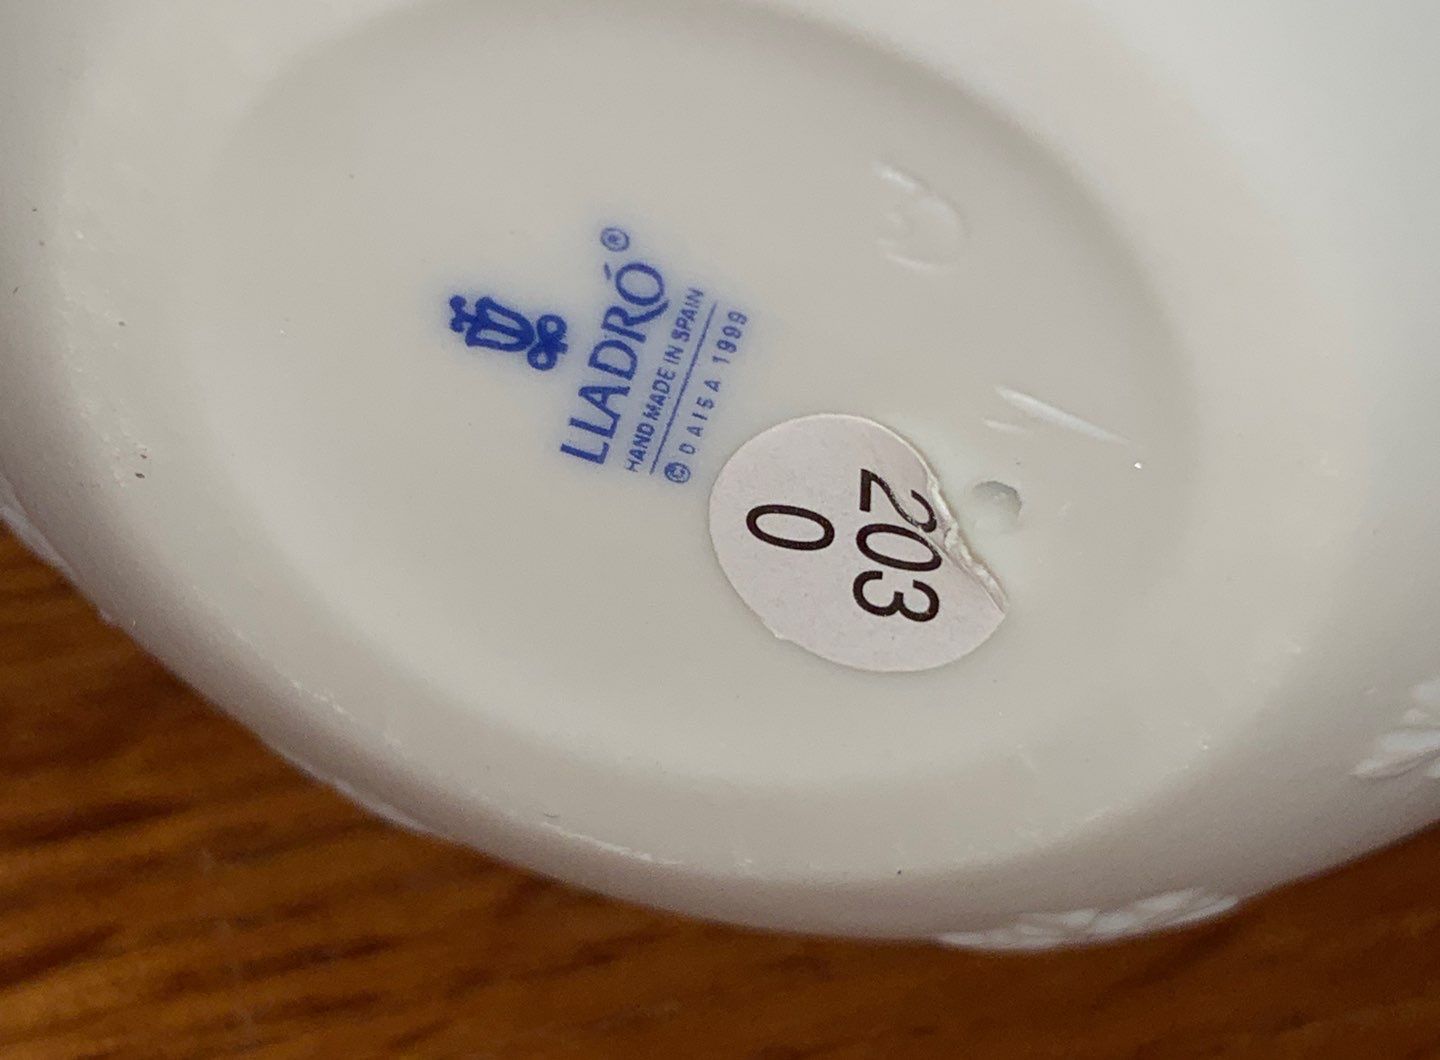 LLADRÓ®
HAND MADE IN SPAIN
© DAISA 1999
203
0